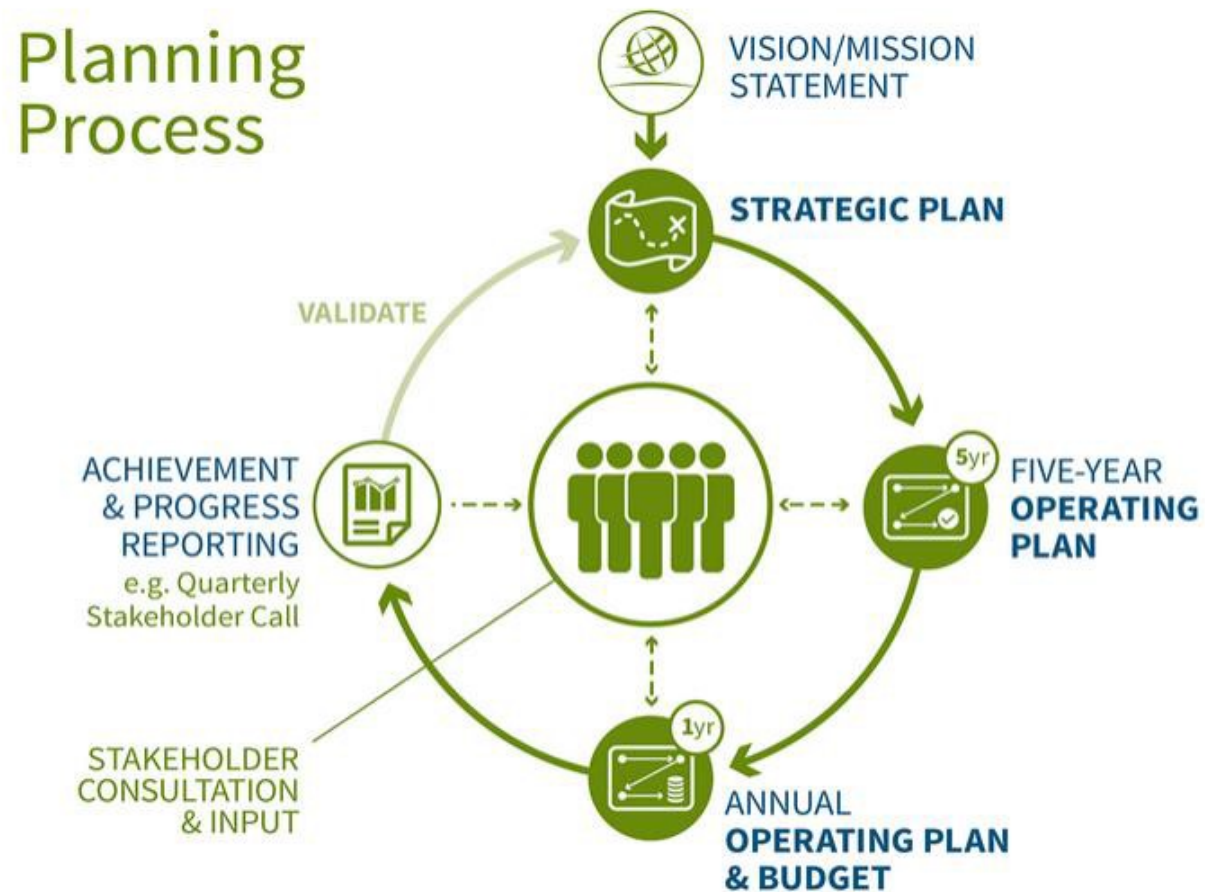 Planning
Process
VISION/MISSION
STATEMENT
STRATEGIC PLAN
VALIDATE
5yr
FIVE-YEAR
OPERATING
PLAN
ACHIEVEMENT
& PROGRESS
REPORTING
e.g. Quarterly
Stakeholder Call
1yr
ANNUAL
OPERATING PLAN
& BUDGET
STAKEHOLDER
CONSULTATION
& INPUT